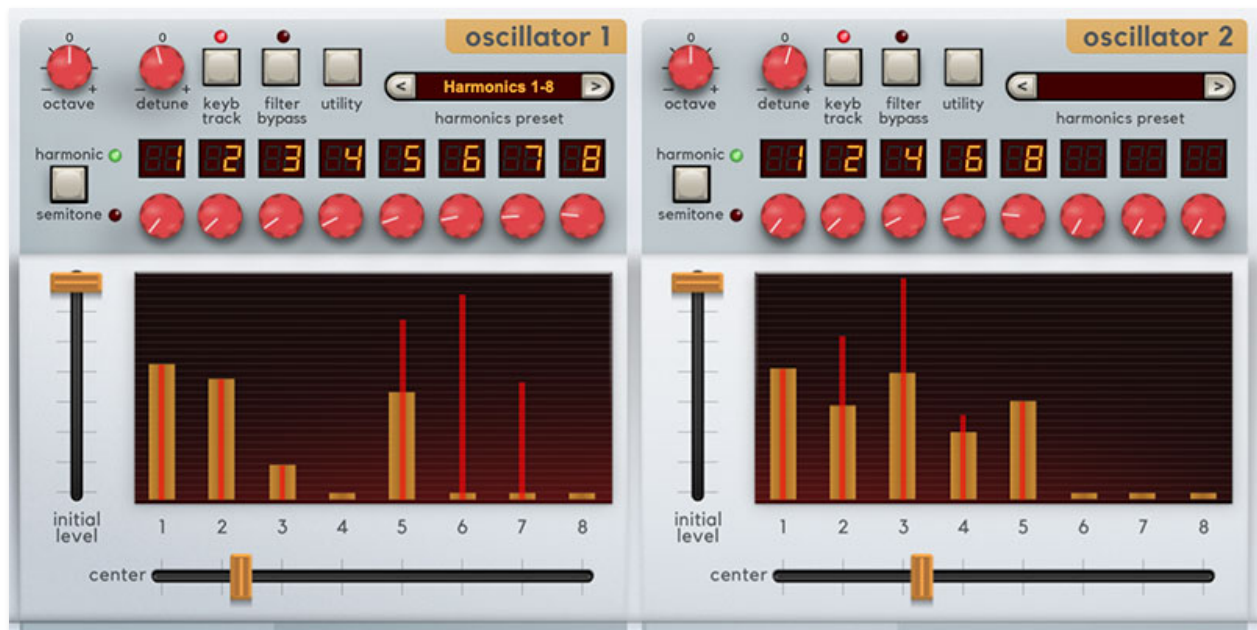 oscillator 1
0 0
- + - +
octave detune keyb track filter bypass utility
< Harmonics 1-8 >
harmonics preset
harmonic
1 2 3 4 5 6 7 8
semitone
initial level
1 2 3 4 5 6 7 8
center
oscillator 2
0 0
- + - +
octave detune keyb track filter bypass utility
< >
harmonics preset
harmonic
1 2 4 6 8
semitone
initial level
1 2 3 4 5 6 7 8
center